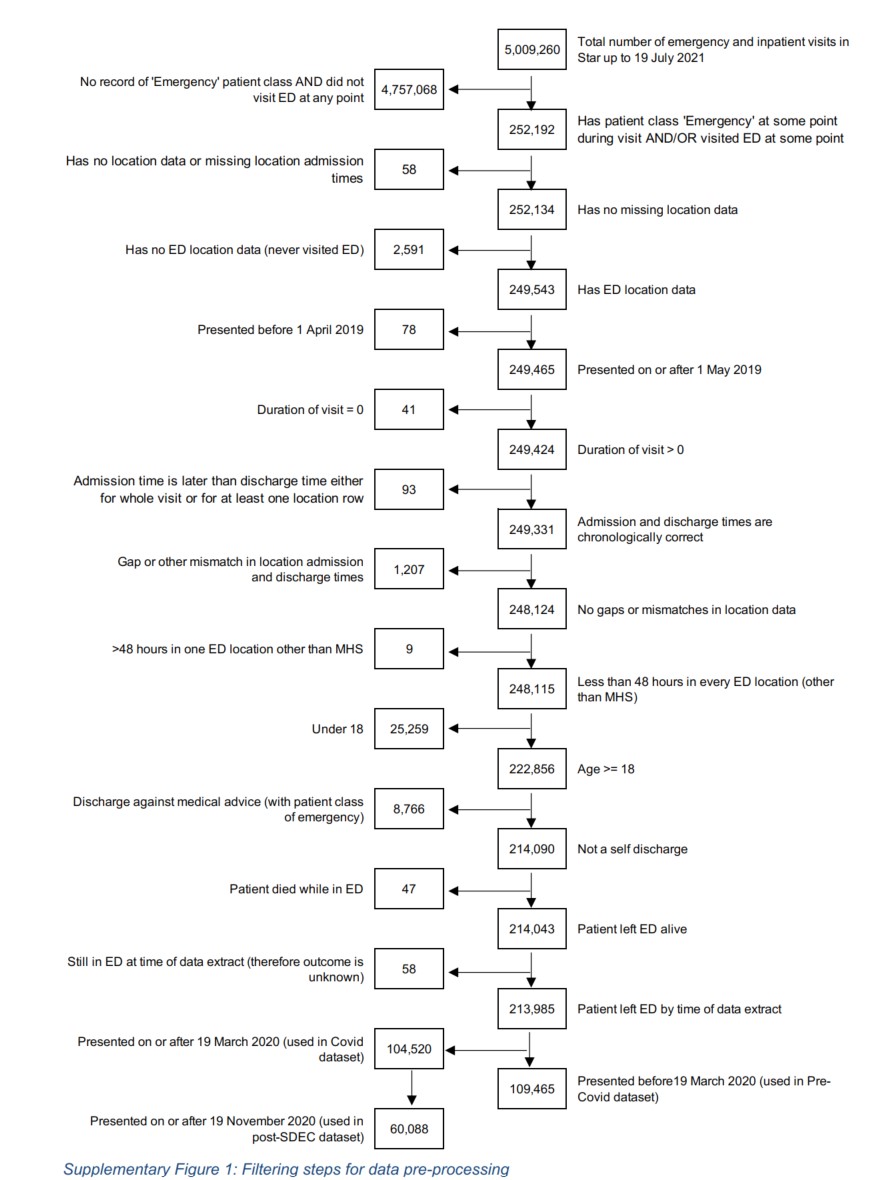 5,009,260
Total number of emergency and inpatient visits in
Star up to 19 July 2021
No record of 'Emergency' patient class AND did not
visit ED at any point
4,757,068
252,192
Has patient class 'Emergency' at some point
during visit AND/OR visited ED at some point
Has no location data or missing location admission
times
58
252,134
Has no missing location data
Has no ED location data (never visited ED)
2,591
249,543
Has ED location data
Presented before 1 April 2019
78
249,465
Presented on or after 1 May 2019
Duration of visit = 0
41
249,424
Duration of visit > 0
Admission time is later than discharge time either
for whole visit or for at least one location row
93
249,331
Admission and discharge times are
chronologically correct
Gap or other mismatch in location admission
and discharge times
1,207
248,124
No gaps or mismatches in location data
>48 hours in one ED location other than MHS
9
248,115
Less than 48 hours in every ED location (other
than MHS)
Under 18
25,259
222,856
Age >= 18
Discharge against medical advice (with patient class
of emergency)
8,766
214,090
Not a self discharge
Patient died while in ED
47
214,043
Patient left ED alive
Still in ED at time of data extract (therefore outcome is
unknown)
58
213,985
Patient left ED by time of data extract
Presented on or after 19 March 2020 (used in Covid
dataset)
104,520
109,465
Presented before19 March 2020 (used in Pre-
Covid dataset)
Presented on or after 19 November 2020 (used in
post-SDEC dataset)
60,088
Supplementary Figure 1: Filtering steps for data pre-processing